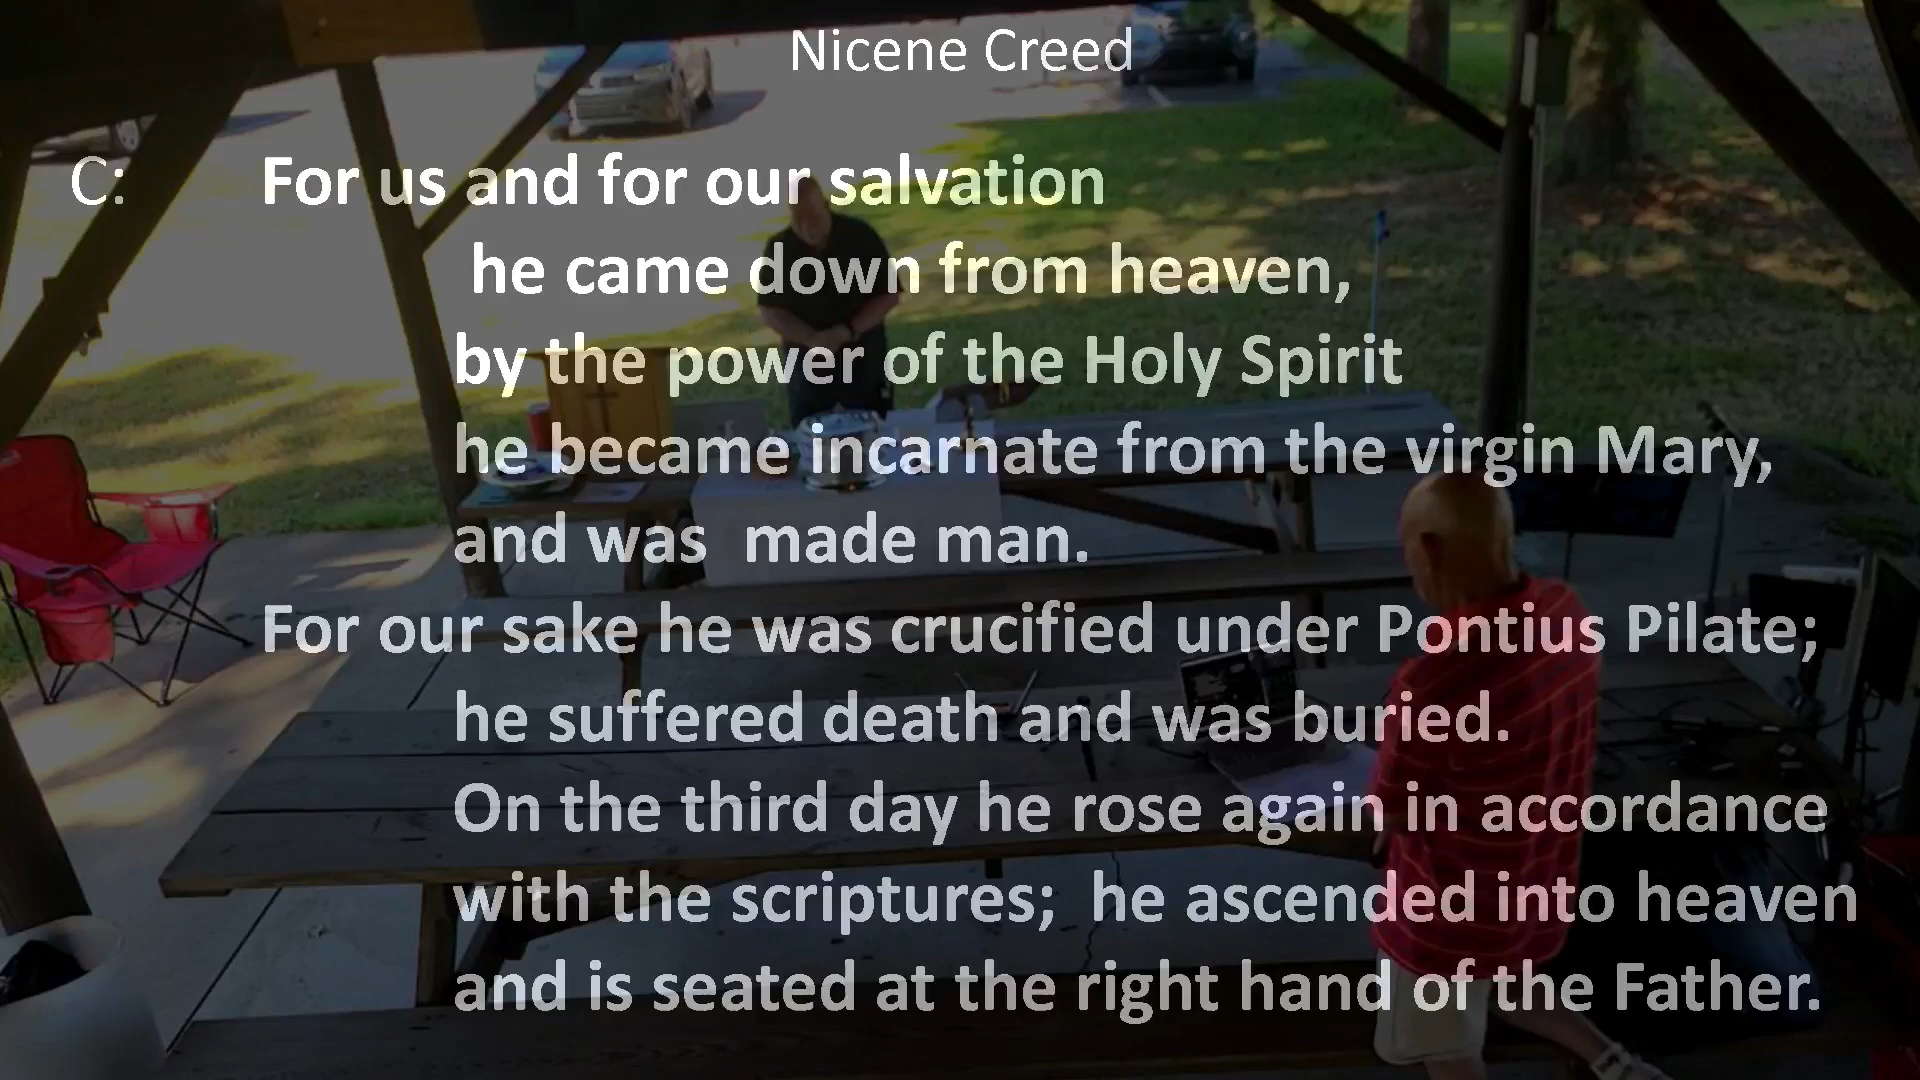 Nicene Creed
C: For us and for our salvation
he came down from heaven,
by the power of the Holy Spirit
he became incarnate from the virgin Mary,
and was  made man.
For our sake he was crucified under Pontius Pilate;
he suffered death and was buried.
On the third day he rose again in accordance
with the scriptures;  he ascended into heaven
and is seated at the right hand of the Father.